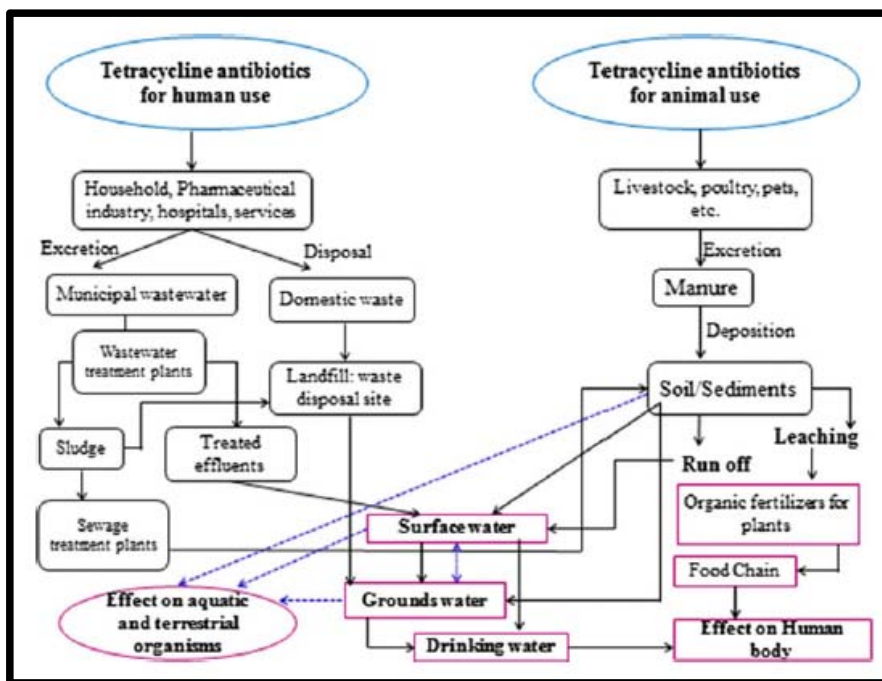 Tetracycline antibiotics
for human use
Tetracycline antibiotics
for animal use
Household, Pharmaceutical
industry, hospitals, services
Livestock, poultry, pets,
etc.
Excretion
Disposal
Excretion
Municipal wastewater
Domestic waste
Manure
Deposition
Wastewater
treatment plants
Landfill: waste
disposal site
Soil/Sediments
Sludge
Treated
effluents
Leaching
Run off
Sewage
treatment plants
Surface water
Organic fertilizers for
plants
Food Chain
Effect on aquatic
and terrestrial
organisms
Grounds water
Drinking water
Effect on Human
body